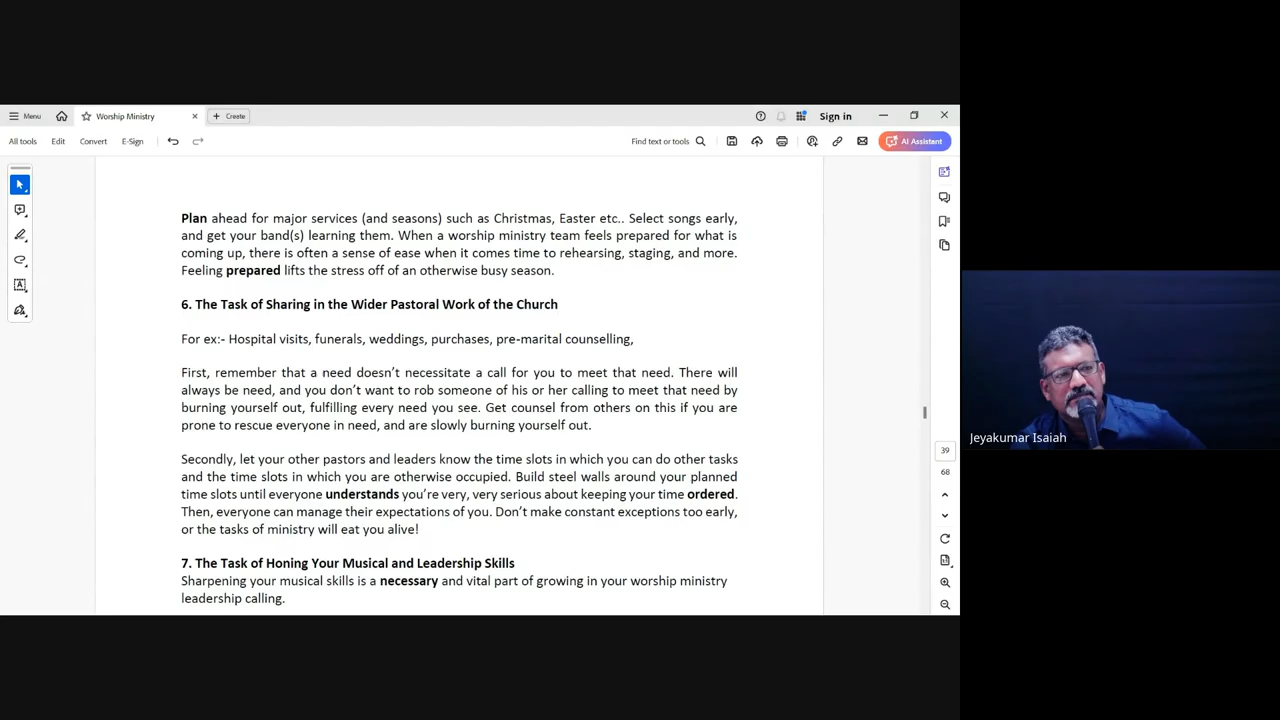 Menu
Worship Ministry
Create
Sign in
All tools
Edit
Convert
E-Sign
Find text or tools
AI Assistant
Plan ahead for major services (and seasons) such as Christmas, Easter etc.. Select songs early,
and get your band(s) learning them. When a worship ministry team feels prepared for what is
coming up, there is often a sense of ease when it comes time to rehearsing, staging, and more.
Feeling prepared lifts the stress off of an otherwise busy season.
6. The Task of Sharing in the Wider Pastoral Work of the Church
For ex:- Hospital visits, funerals, weddings, purchases, pre-marital counselling,
First, remember that a need doesn't necessitate a call for you to meet that need. There will
always be need, and you don't want to rob someone of his or her calling to meet that need by
burning yourself out, fulfilling every need you see. Get counsel from others on this if you are
prone to rescue everyone in need, and are slowly burning yourself out.
Secondly, let your other pastors and leaders know the time slots in which you can do other tasks
and the time slots in which you are otherwise occupied. Build steel walls around your planned
time slots until everyone understands you're very, very serious about keeping your time ordered.
Then, everyone can manage their expectations of you. Don't make constant exceptions too early,
or the tasks of ministry will eat you alive!
7. The Task of Honing Your Musical and Leadership Skills
Sharpening your musical skills is a necessary and vital part of growing in your worship ministry
leadership calling.
39
68
Jeyakumar Isaiah